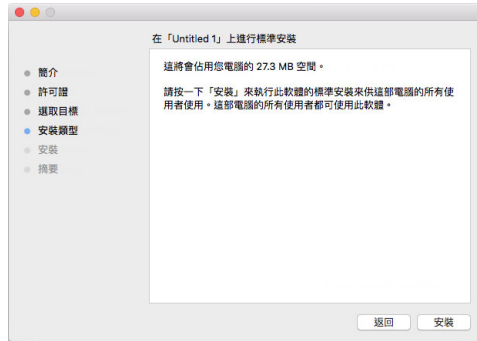 在「Untitled 1」上進行標準安裝
簡介
許可證
選取目標
安裝類型
安裝
摘要
這將會佔用您電腦的 27.3 MB 空間。
請按一下「安裝」來執行此軟體的標準安裝來供這部電腦的所有使
用者使用。這部電腦的所有使用者都可使用此軟體。
返回
安裝